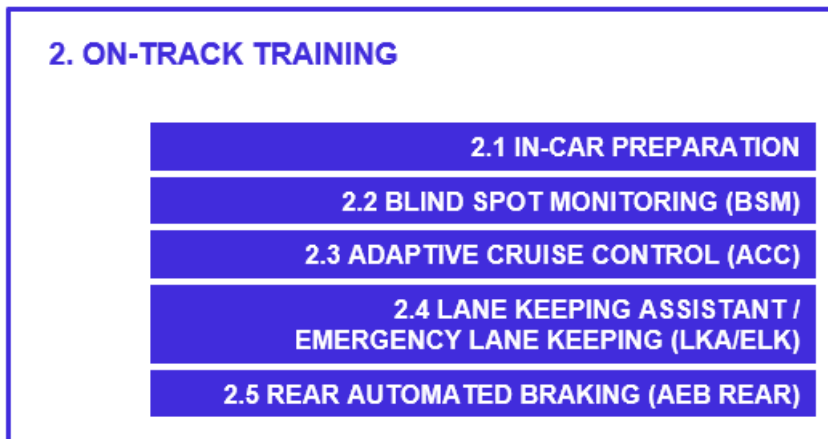 2. ON-TRACK TRAINING
2.1 IN-CAR PREPARATION
2.2 BLIND SPOT MONITORING (BSM)
2.3 ADAPTIVE CRUISE CONTROL (ACC)
2.4 LANE KEEPING ASSISTANT /
EMERGENCY LANE KEEPING (LKA/ELK)
2.5 REAR AUTOMATED BRAKING (AEB REAR)